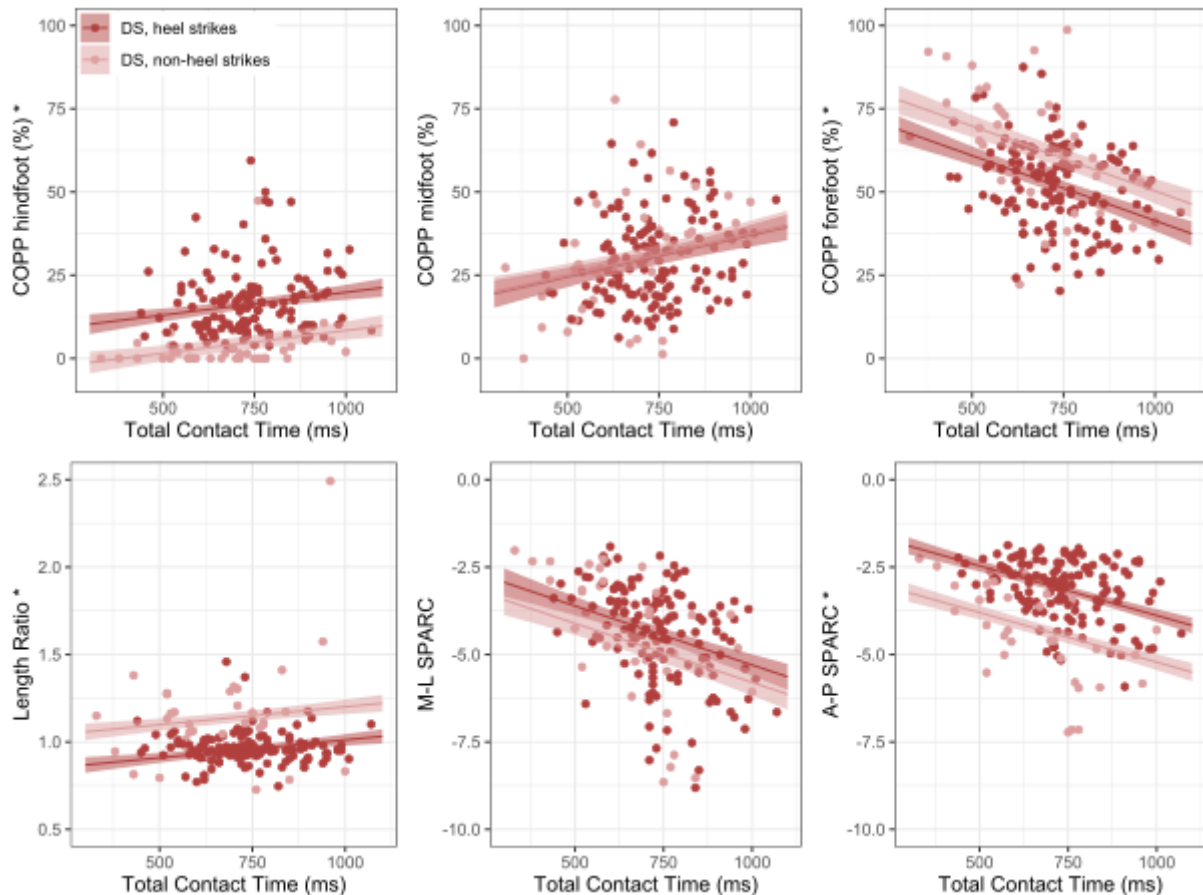 DS, heel strikes
DS, non-heel strikes
COPP hindfoot (%) *
100
75
50
25
0
500 750 1000
Total Contact Time (ms)
COPP midfoot (%)
100
75
50
25
0
500 750 1000
Total Contact Time (ms)
COPP forefoot (%) *
100
75
50
25
0
500 750 1000
Total Contact Time (ms)
Length Ratio *
2.5
2.0
1.5
1.0
0.5
500 750 1000
Total Contact Time (ms)
M-L SPARC
0.0
-2.5
-5.0
-7.5
-10.0
500 750 1000
Total Contact Time (ms)
A-P SPARC *
0.0
-2.5
-5.0
-7.5
-10.0
500 750 1000
Total Contact Time (ms)